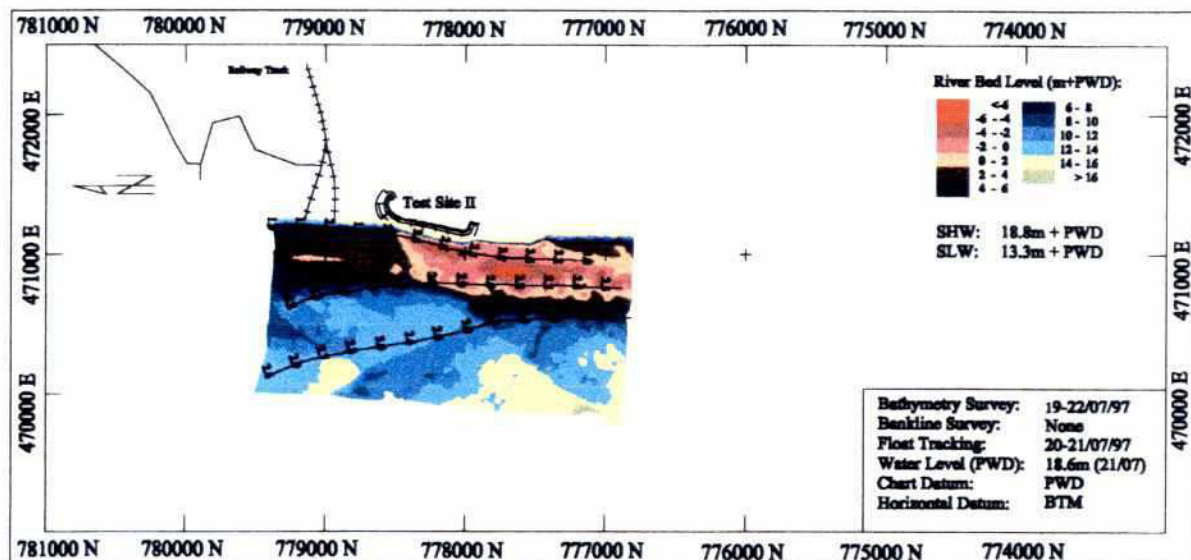 781000 N 780000 N 779000 N 778000 N 777000 N 776000 N 775000 N 774000 N
Railway Track
River Bed Level (m+PWD):
<-6 6 - 8
-6 - -4 8 - 10
-4 - -2 10 - 12
-2 - 0 12 - 14
0 - 2 14 - 16
2 - 4 > 16
4 - 6
472000 E 472000 E
Test Site II
SHW: 18.8m + PWD
SLW: 13.3m + PWD
471000 E 471000 E
470000 E 470000 E
Bathymetry Survey: 19-22/07/97
Bankline Survey: None
Float Tracking: 20-21/07/97
Water Level (PWD): 18.6m (21/07)
Chart Datum: PWD
Horizontal Datum: BTM
781000 N 780000 N 779000 N 778000 N 777000 N 776000 N 775000 N 774000 N